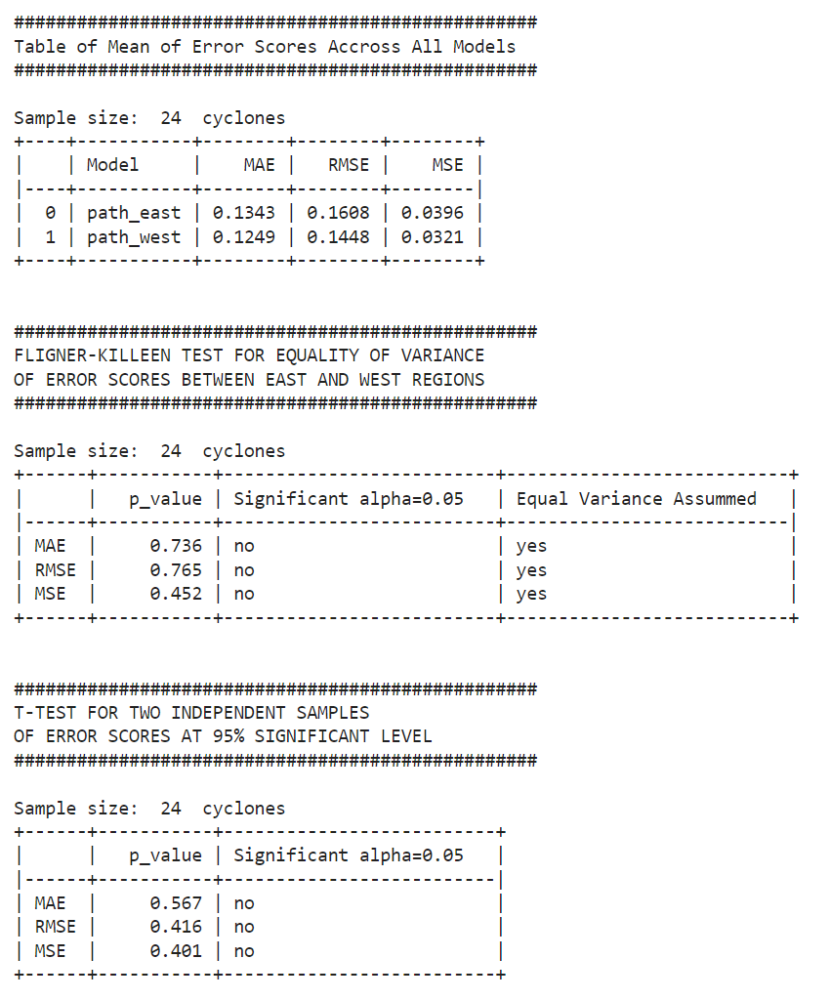 ##################################################
Table of Mean of Error Scores Accross All Models
##################################################
Sample size:  24  cyclones
+----+-----------+--------+--------+--------+
|    | Model     |    MAE |   RMSE |    MSE |
|----+-----------+--------+--------+--------|
|  0 | path_east | 0.1343 | 0.1608 | 0.0396 |
|  1 | path_west | 0.1249 | 0.1448 | 0.0321 |
+----+-----------+--------+--------+--------+
##################################################
FLIGNER-KILLEEN TEST FOR EQUALITY OF VARIANCE
OF ERROR SCORES BETWEEN EAST AND WEST REGIONS
##################################################
Sample size:  24  cyclones
+------+-----------+--------------------------+---------------------------+
|      |   p_value | Significant alpha=0.05   | Equal Variance Assummed   |
|------+-----------+--------------------------+---------------------------|
| MAE  |     0.736 | no                       | yes                       |
| RMSE |     0.765 | no                       | yes                       |
| MSE  |     0.452 | no                       | yes                       |
+------+-----------+--------------------------+---------------------------+
##################################################
T-TEST FOR TWO INDEPENDENT SAMPLES
OF ERROR SCORES AT 95% SIGNIFICANT LEVEL
##################################################
Sample size:  24  cyclones
+------+-----------+--------------------------+
|      |   p_value | Significant alpha=0.05   |
|------+-----------+--------------------------|
| MAE  |     0.567 | no                       |
| RMSE |     0.416 | no                       |
| MSE  |     0.401 | no                       |
+------+-----------+--------------------------+